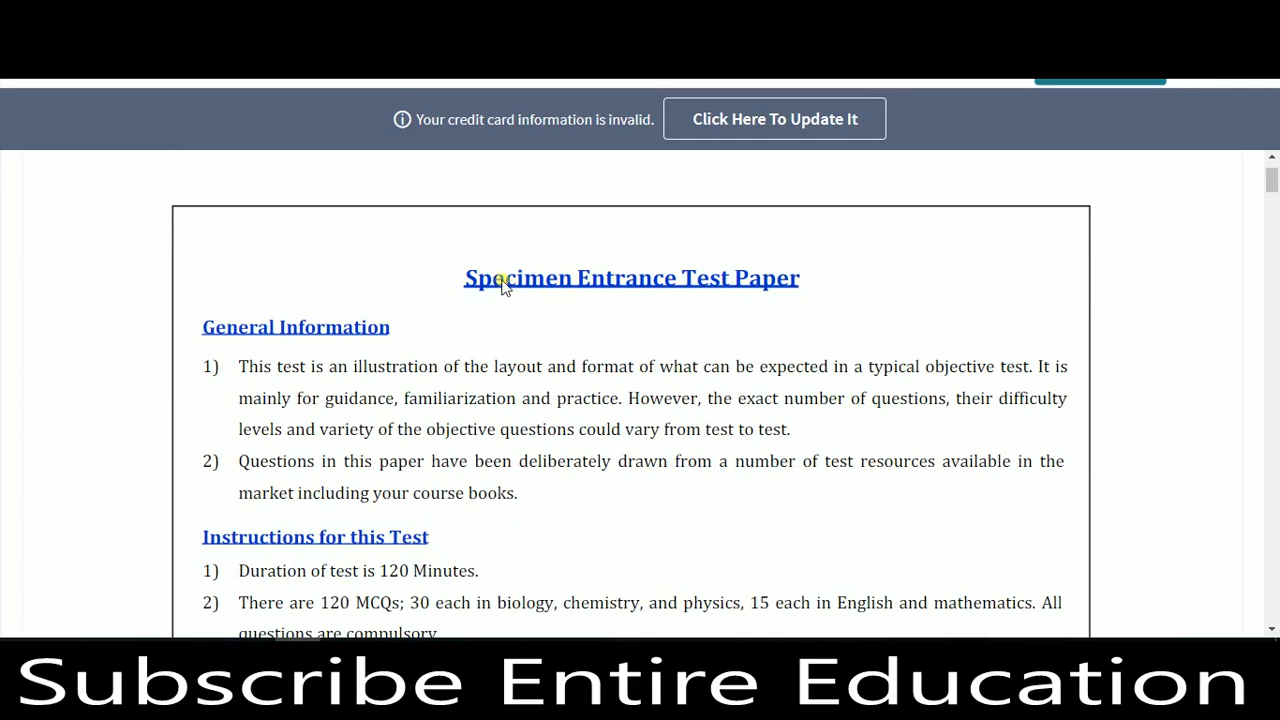 Your credit card information is invalid. Click Here To Update It
Specimen Entrance Test Paper
General Information
1) This test is an illustration of the layout and format of what can be expected in a typical objective test. It is
mainly for guidance, familiarization and practice. However, the exact number of questions, their difficulty
levels and variety of the objective questions could vary from test to test.
2) Questions in this paper have been deliberately drawn from a number of test resources available in the
market including your course books.
Instructions for this Test
1) Duration of test is 120 Minutes.
2) There are 120 MCQs; 30 each in biology, chemistry, and physics, 15 each in English and mathematics. All
questions are compulsory
Subscribe Entire Education